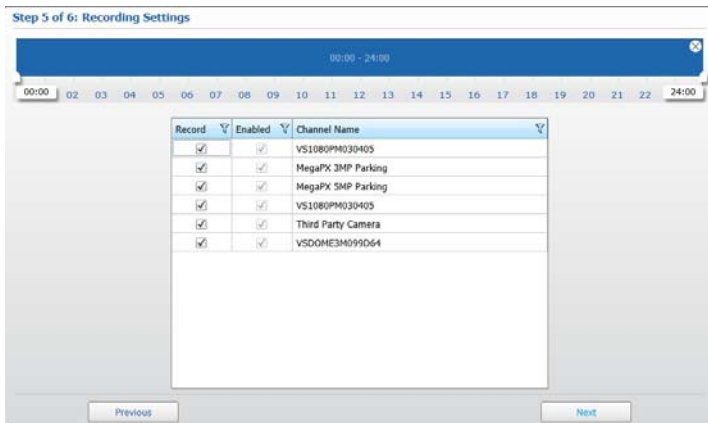 Step 5 of 6: Recording Settings
00:00 - 24:00
00:00 02 03 04 05 06 07 08 09 10 11 12 13 14 15 16 17 18 19 20 21 22 24:00
Record Enabled Channel Name
VS1080PM030405
MegaPX 3MP Parking
MegaPX 5MP Parking
VS1080PM030405
Third Party Camera
VSDOME3M099D64
Previous Next